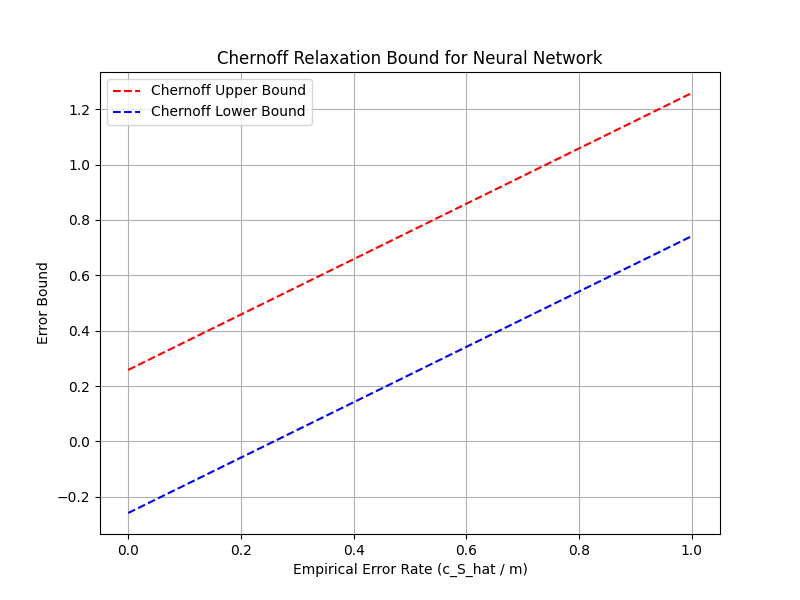 Chernoff Relaxation Bound for Neural Network
Chernoff Upper Bound
Chernoff Lower Bound
1.2
1.0
0.8
0.6
0.4
0.2
0.0
−0.2
Error Bound
0.0 0.2 0.4 0.6 0.8 1.0
Empirical Error Rate (c_S_hat / m)